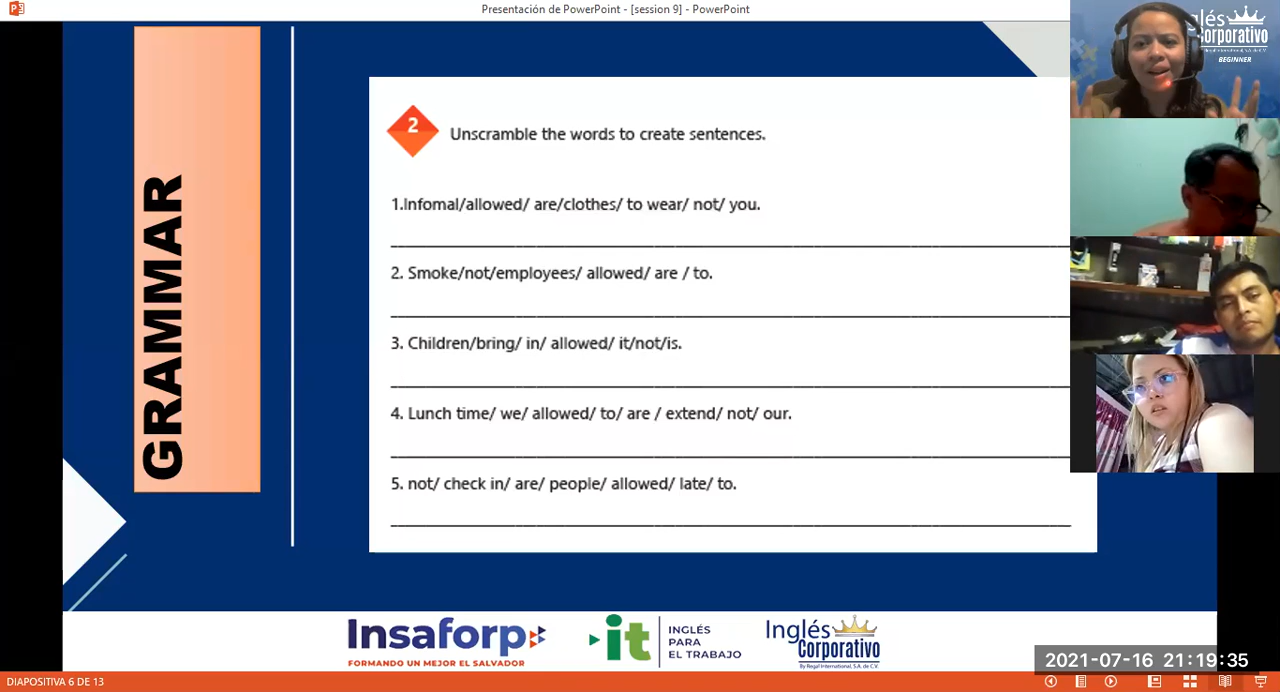 Presentación de PowerPoint - [session 9] - PowerPoint
Corporativo
BEGINNER
GRAMMAR
2
Unscramble the words to create sentences.
1.Infomal/allowed/ are/clothes/ to wear/ not/ you.
2. Smoke/not/employees/ allowed/ are / to.
3. Children/bring/ in/ allowed/ it/not/is.
4. Lunch time/ we/ allowed/ to/ are / extend/ not/ our.
5. not/ check in/ are/ people/ allowed/ late/ to.
Insaforp
FORMANDO UN MEJOR EL SALVADOR
it
INGLÉS
PARA
EL TRABAJO
Inglés
Corporativo
By Regal International, S.A. de C.V.
2021-07-16 21:19:35
DIAPOSITIVA 6 DE 13